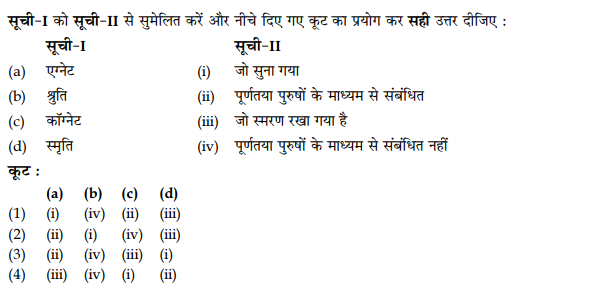 सूची-I को सूची-II से सुमेलित करें और नीचे दिए गए कूट का प्रयोग कर सही उत्तर दीजिए :
सूची-I सूची-II
(a) एग्नेट (i) जो सुना गया
(b) श्रुति (ii) पूर्णतया पुरुषों के माध्यम से संबंधित
(c) कॉग्नेट (iii) जो स्मरण रखा गया है
(d) स्मृति (iv) पूर्णतया पुरुषों के माध्यम से संबंधित नहीं
कूट :
(a) (b) (c) (d)
(1) (i) (iv) (ii) (iii)
(2) (ii) (i) (iv) (iii)
(3) (ii) (iv) (iii) (i)
(4) (iii) (iv) (i) (ii)